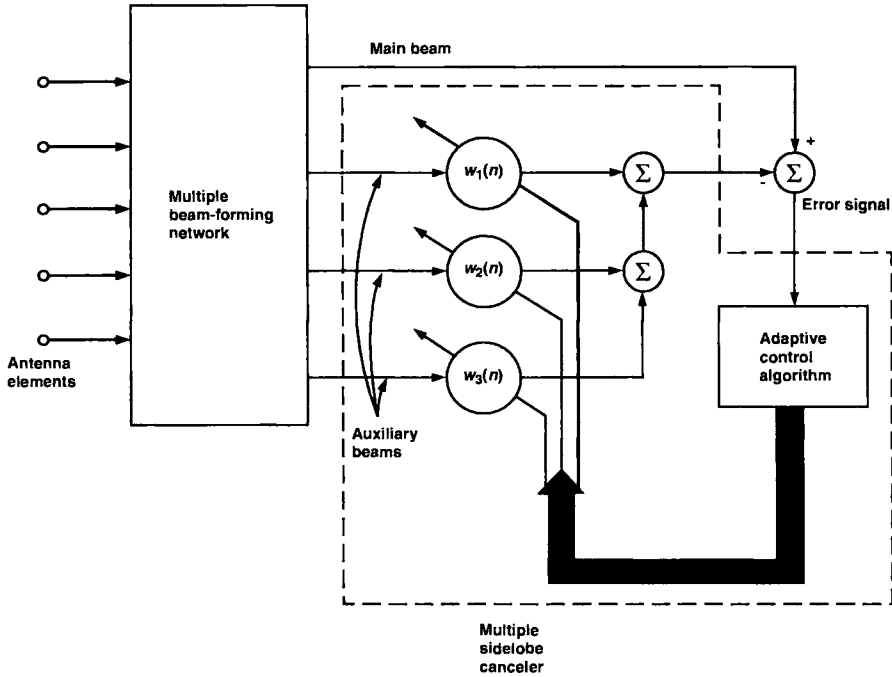 Main beam
+
w₁(n)
Σ
-
Σ
Error signal
Multiple
beam-forming
network
w₂(n)
Σ
Adaptive
control
algorithm
Antenna
elements
w₃(n)
Auxiliary
beams
Multiple
sidelobe
canceler